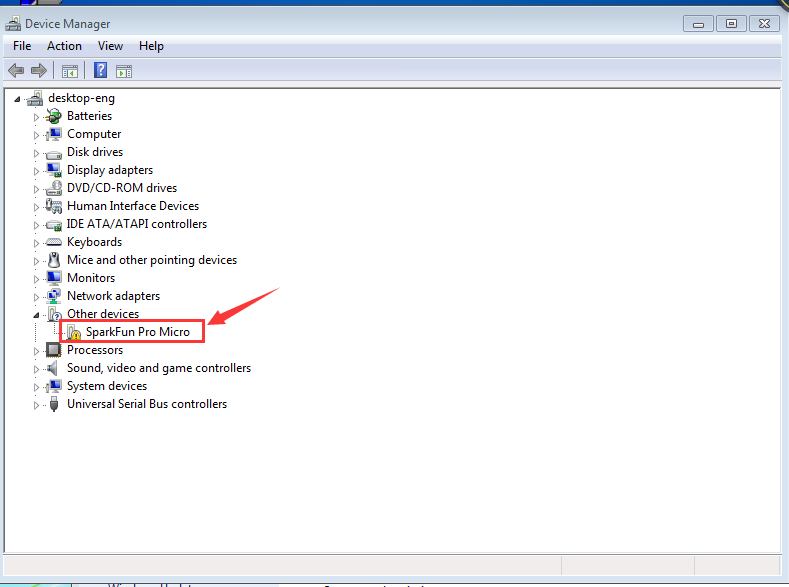 Device Manager
File Action View Help
desktop-eng
Batteries
Computer
Disk drives
Display adapters
DVD/CD-ROM drives
Human Interface Devices
IDE ATA/ATAPI controllers
Keyboards
Mice and other pointing devices
Monitors
Network adapters
Other devices
SparkFun Pro Micro
Processors
Sound, video and game controllers
System devices
Universal Serial Bus controllers